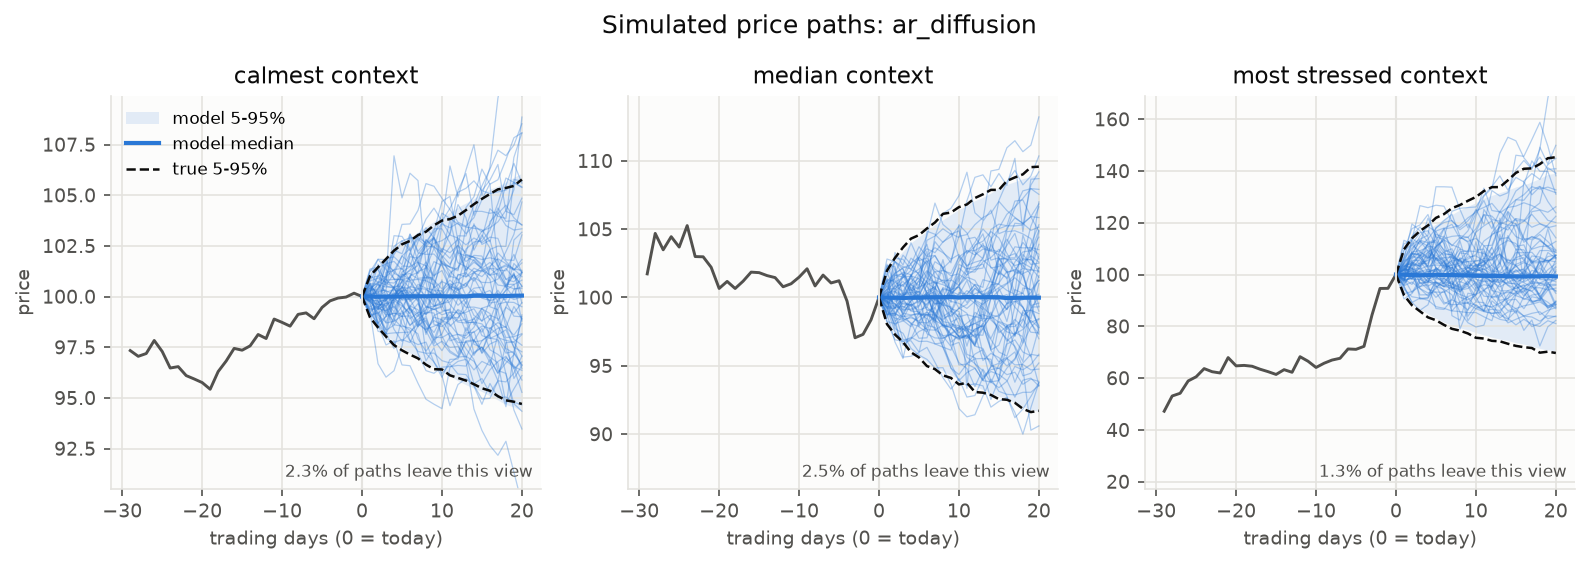 Simulated price paths: ar_diffusion
calmest context
median context
most stressed context
model 5-95%
model median
true 5-95%
price
107.5
105.0
102.5
100.0
97.5
95.0
92.5
2.3% of paths leave this view
−30
−20
−10
0
10
20
trading days (0 = today)
price
110
105
100
95
90
2.5% of paths leave this view
−30
−20
−10
0
10
20
trading days (0 = today)
price
160
140
120
100
80
60
40
20
1.3% of paths leave this view
−30
−20
−10
0
10
20
trading days (0 = today)